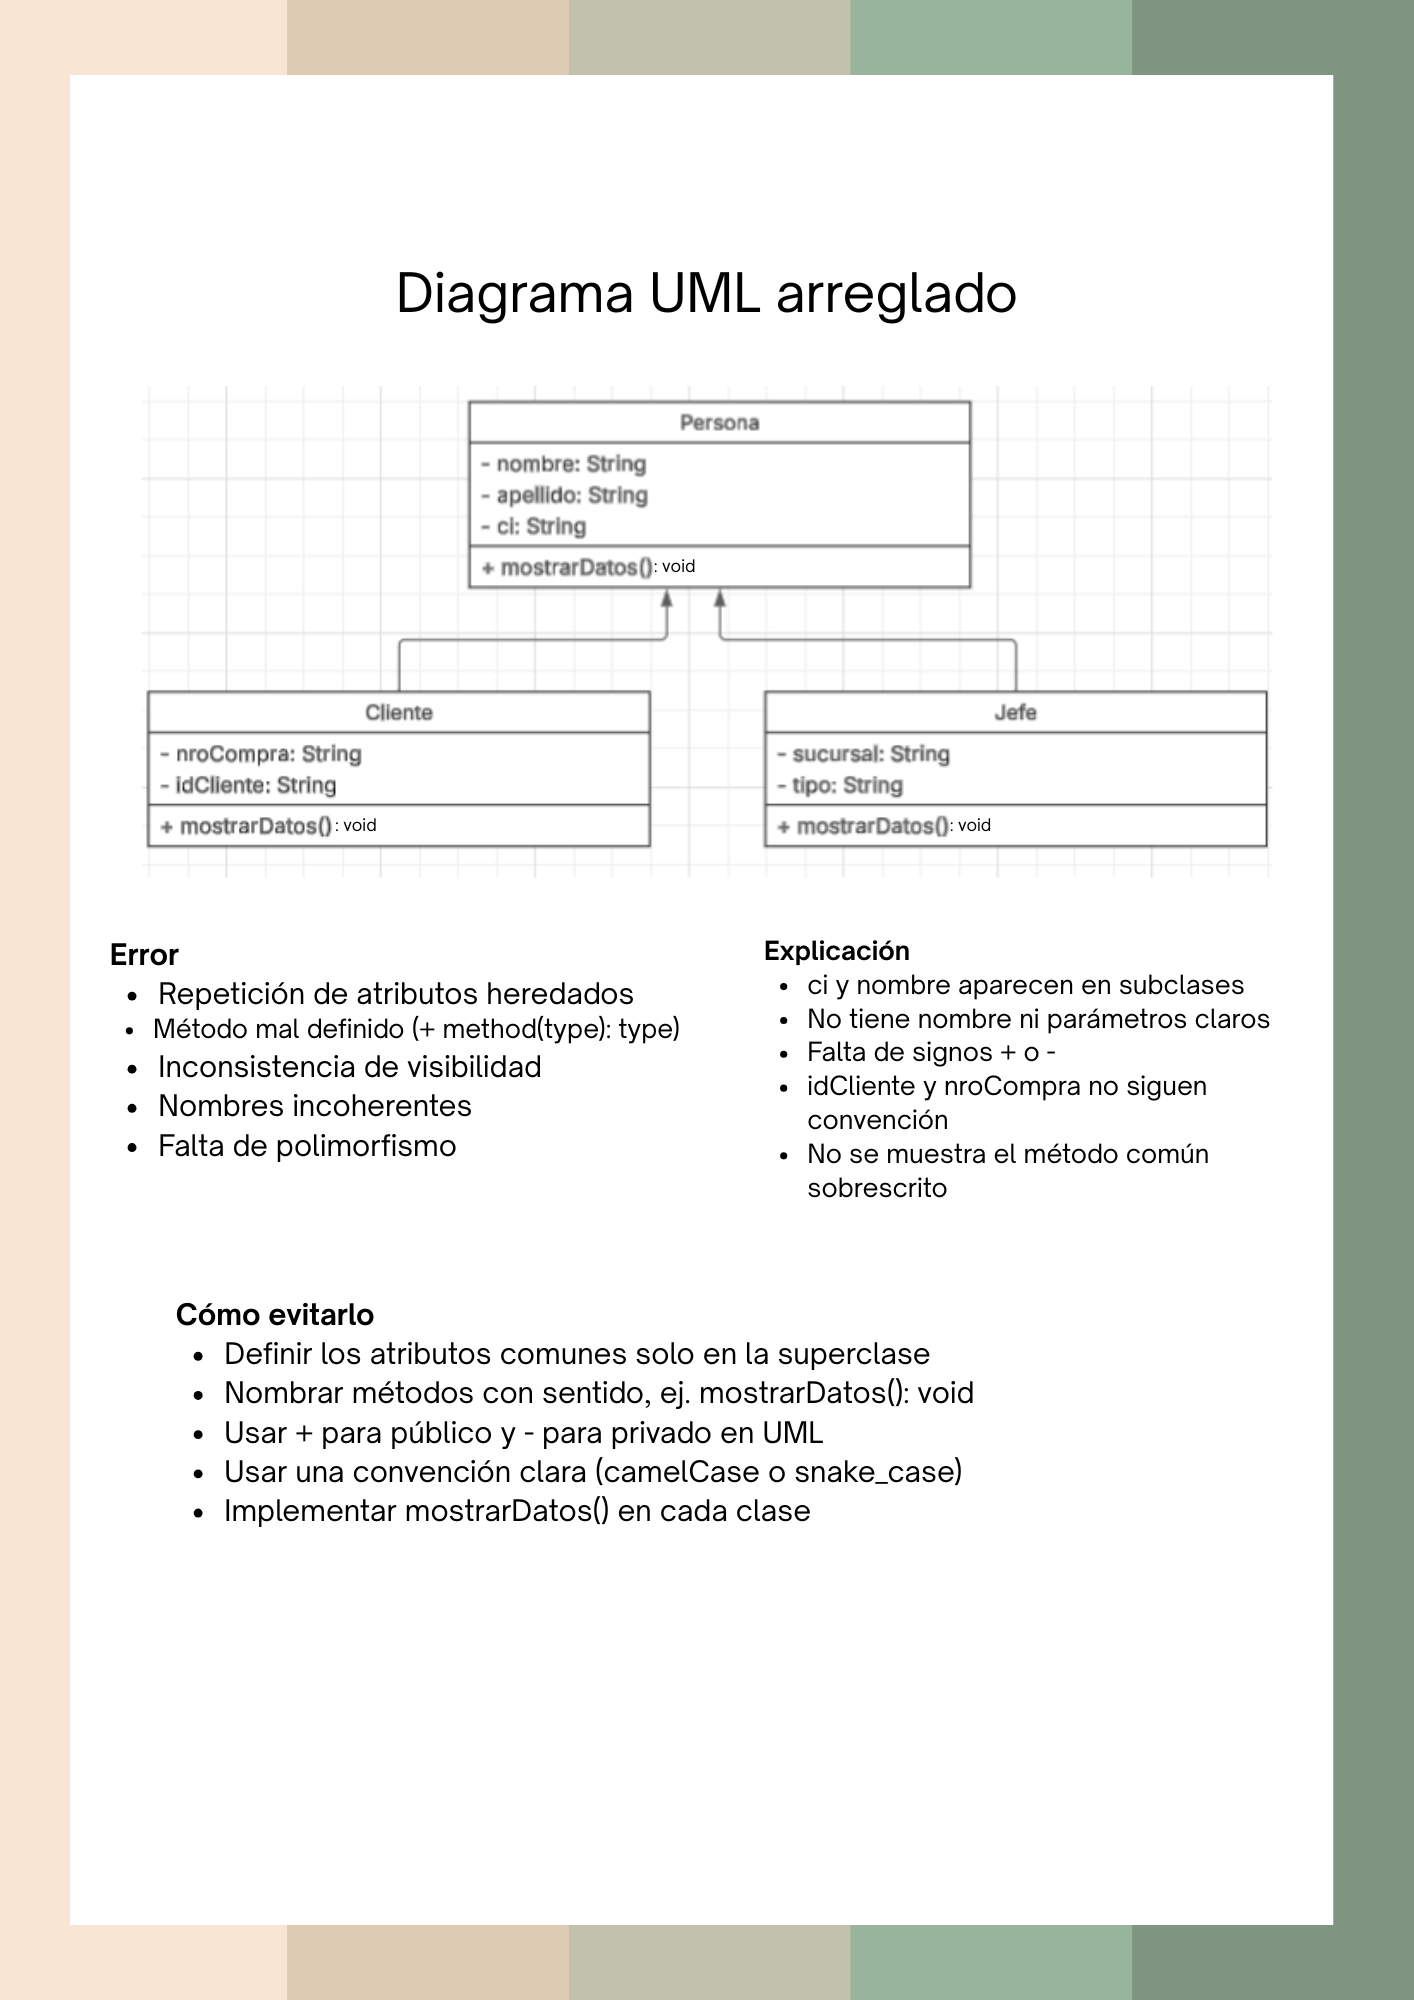 Diagrama UML arreglado
Persona
- nombre: String
- apellido: String
- ci: String
+ mostrarDatos(): void
Cliente
- nroCompra: String
- idCliente: String
+ mostrarDatos(): void
Jefe
- sucursal: String
- tipo: String
+ mostrarDatos(): void
Error
• Repetición de atributos heredados
• Método mal definido (+ method(type): type)
• Inconsistencia de visibilidad
• Nombres incoherentes
• Falta de polimorfismo
Explicación
• ci y nombre aparecen en subclases
• No tiene nombre ni parámetros claros
• Falta de signos + o -
• idCliente y nroCompra no siguen
convención
• No se muestra el método común
sobrescrito
Cómo evitarlo
• Definir los atributos comunes solo en la superclase
• Nombrar métodos con sentido, ej. mostrarDatos(): void
• Usar + para público y - para privado en UML
• Usar una convención clara (camelCase o snake_case)
• Implementar mostrarDatos() en cada clase